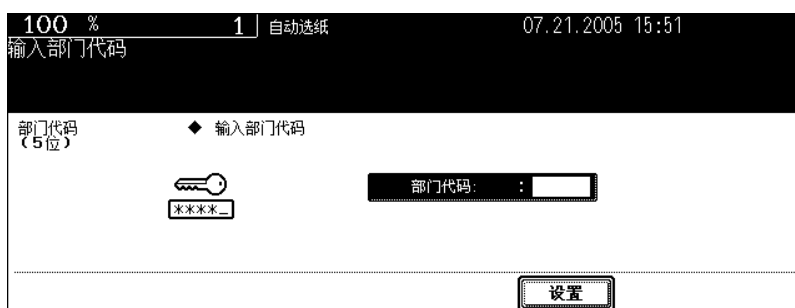 100 % 1 自动选纸 07.21.2005 15:51
输入部门代码
部门代码 ◆ 输入部门代码
(5位)
部门代码: :
****_
设置